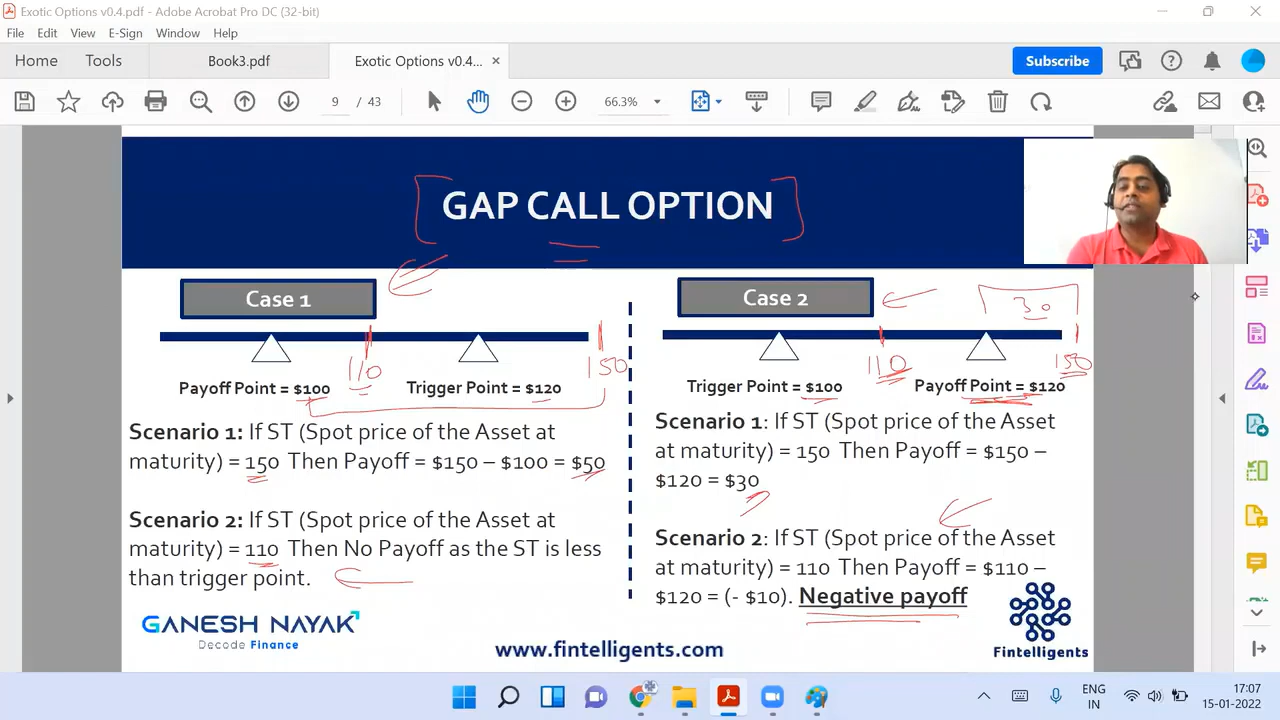 Exotic Options v0.4.pdf - Adobe Acrobat Pro DC (32-bit)
File Edit View E-Sign Window Help
Home Tools Book3.pdf Exotic Options v0.4... × Subscribe
9 / 43 66.3%
GAP CALL OPTION
Case 1
110
150
Payoff Point = $100 Trigger Point = $120
Scenario 1: If ST (Spot price of the Asset at
maturity) = 150 Then Payoff = $150 – $100 = $50
Scenario 2: If ST (Spot price of the Asset at
maturity) = 110 Then No Payoff as the ST is less
than trigger point.
Case 2
30
110
150
Trigger Point = $100 Payoff Point = $120
Scenario 1: If ST (Spot price of the Asset
at maturity) = 150 Then Payoff = $150 –
$120 = $30
Scenario 2: If ST (Spot price of the Asset
at maturity) = 110 Then Payoff = $110 –
$120 = (- $10). Negative payoff
GANESH NAYAK
Decode Finance
www.fintelligents.com
Fintelligents
ENG
IN
17:07
15-01-2022